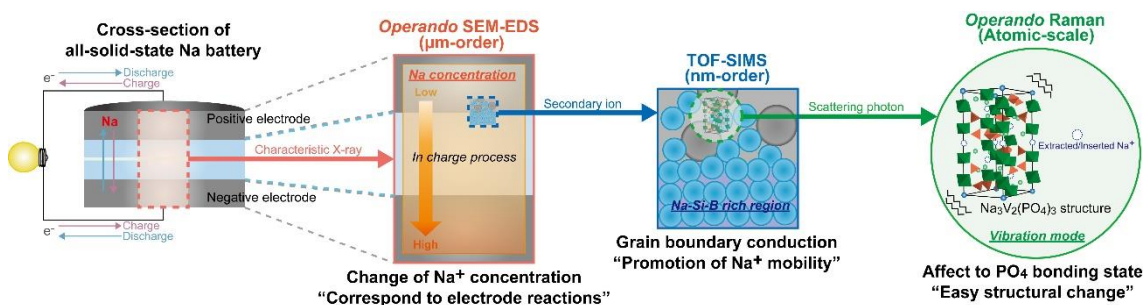 Cross-section of
all-solid-state Na battery
e⁻
Discharge
Charge
Na
Positive electrode
Negative electrode
e⁻
Charge
Discharge
Characteristic X-ray
Operando SEM-EDS
(μm-order)
Na concentration
Low
In charge process
High
Change of Na⁺ concentration
“Correspond to electrode reactions”
Secondary ion
TOF-SIMS
(nm-order)
Na-Si-B rich region
Grain boundary conduction
“Promotion of Na⁺ mobility”
Scattering photon
Operando Raman
(Atomic-scale)
Extracted/Inserted Na⁺
Na₃V₂(PO₄)₃ structure
Vibration mode
Affect to PO₄ bonding state
“Easy structural change”